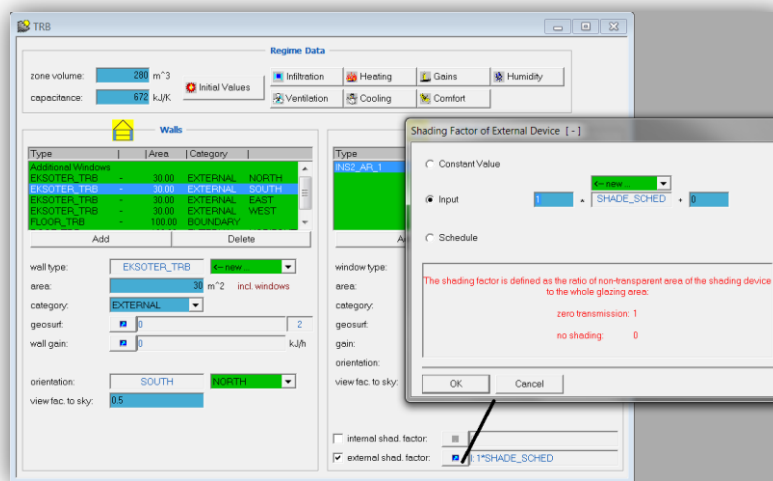 TRB
Regime Data
zone volume: 280 m^3
capacitance: 672 kJ/K
Initial Values
Infiltration Heating Gains Humidity
Ventilation Cooling Comfort
Walls
Type | |Area |Category |
Additional Windows
EKSOTER_TRB - 30.00 EXTERNAL NORTH
EKSOTER_TRB - 30.00 EXTERNAL SOUTH
EKSOTER_TRB - 30.00 EXTERNAL EAST
EKSOTER_TRB - 30.00 EXTERNAL WEST
FLOOR_TRB - 100.00 BOUNDARY
Add Delete
wall type: EKSOTER_TRB <-- new ...
area: 30 m^2 incl. windows
category: EXTERNAL
geosurf: 0 2
wall gain: 0 kJ/h
orientation: SOUTH NORTH
view fac. to sky: 0.5
Type
INS2_AR_1
window type:
area:
category:
geosurf:
gain:
orientation:
view fac. to sky:
internal shad. factor:
external shad. factor: I: 1*SHADE_SCHED
Shading Factor of External Device [ - ]
Constant Value
<-- new ...
Input 1 * SHADE_SCHED + 0
Schedule
The shading factor is defined as the ratio of non-transparent area of the shading device
to the whole glazing area:
zero transmission: 1
no shading: 0
OK Cancel